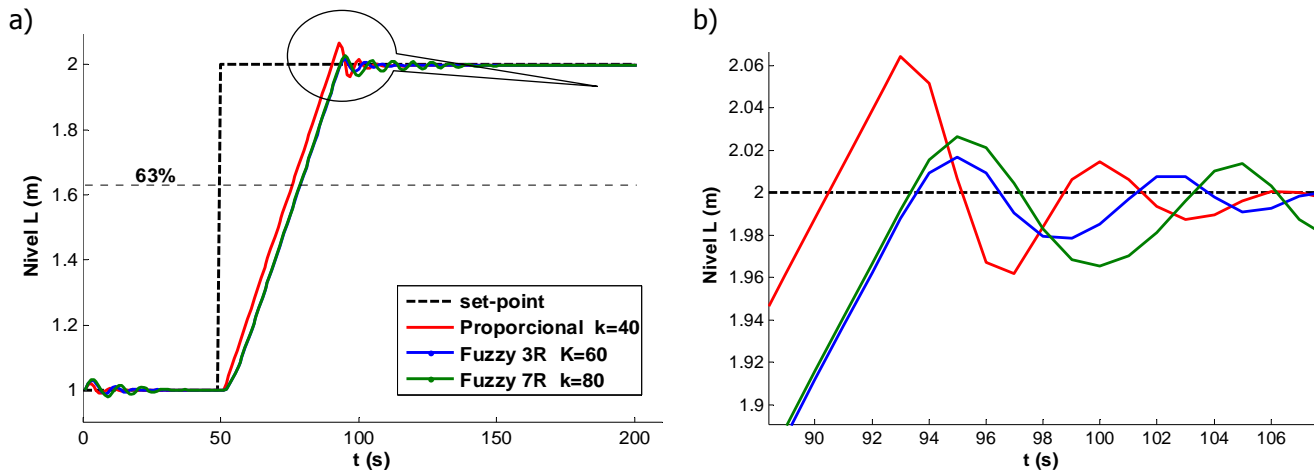 a)
Nivel L (m)
2
1.8
1.6
1.4
1.2
1
63%
set-point
Proporcional k=40
Fuzzy 3R K=60
Fuzzy 7R k=80
0 50 100 150 200
t (s)
b)
Nivel L (m)
2.06
2.04
2.02
2
1.98
1.96
1.94
1.92
1.9
90 92 94 96 98 100 102 104 106
t (s)